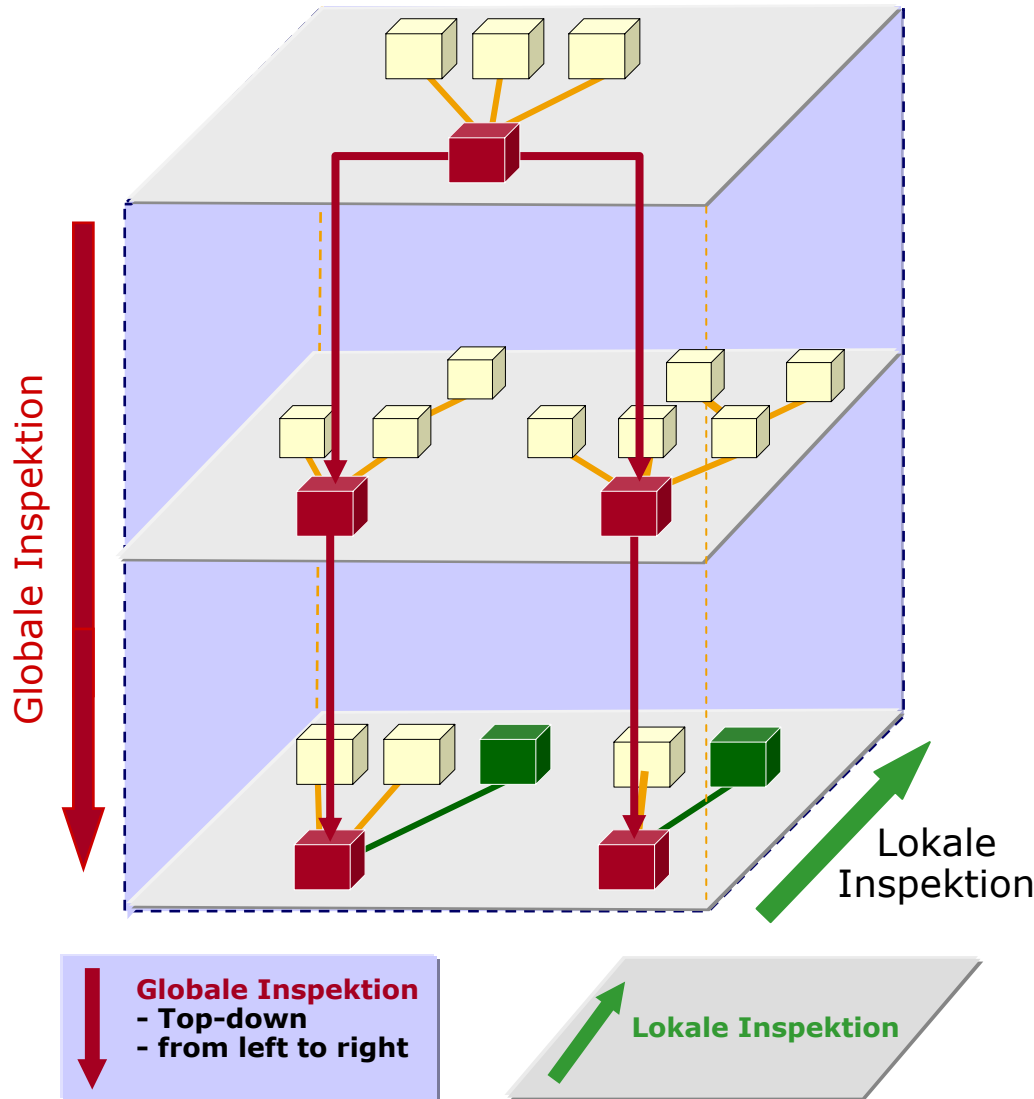 Globale Inspektion
Lokale
Inspektion
Globale Inspektion
- Top-down
- from left to right
Lokale Inspektion